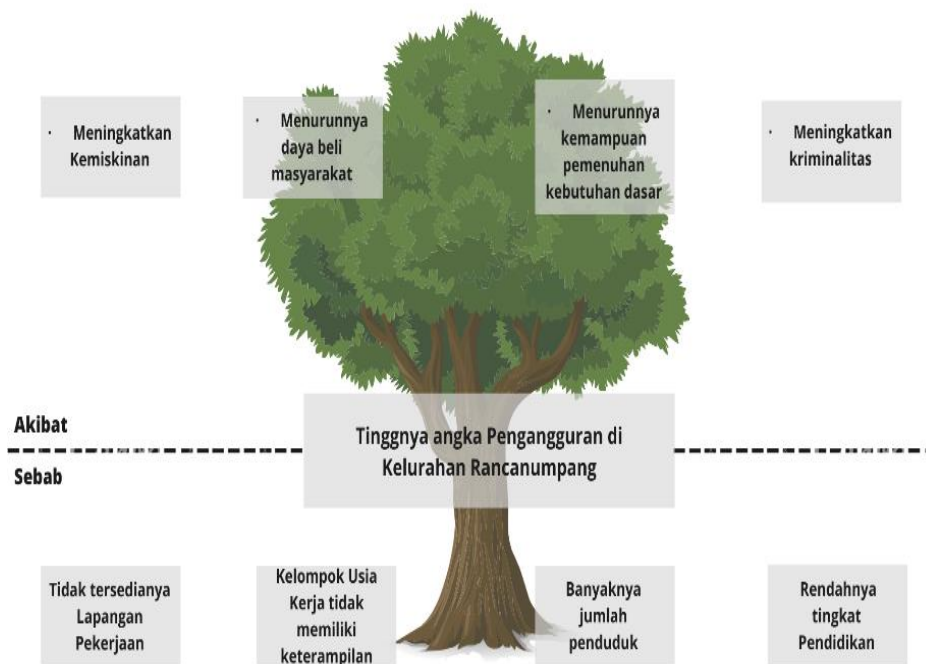 · Meningkatkan
Kemiskinan
· Menurunnya
daya beli
masyarakat
· Menurunnya
kemampuan
pemenuhan
kebutuhan dasar
· Meningkatkan
kriminalitas
Akibat
Tinggnya angka Pengangguran di
Kelurahan Rancanumpang
Sebab
Tidak tersedianya
Lapangan
Pekerjaan
Kelompok Usia
Kerja tidak
memiliki
keterampilan
Banyaknya
jumlah
penduduk
Rendahnya
tingkat
Pendidikan